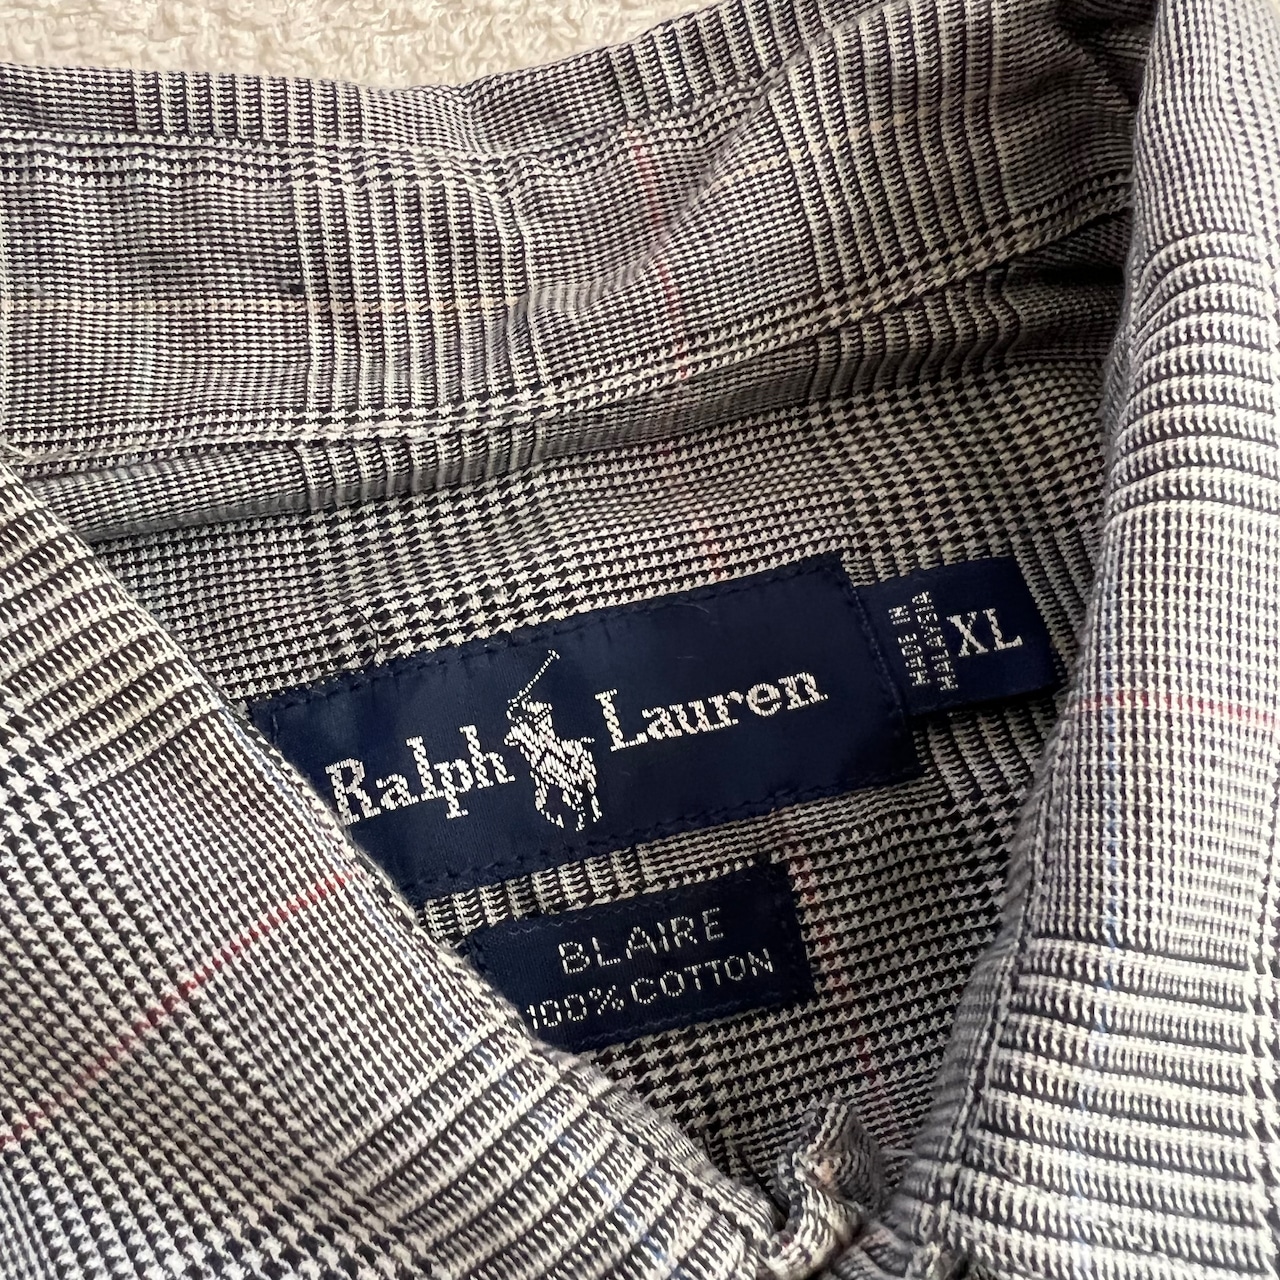 Ralph Lauren
MADE IN
MALAYSIA
XL
BLAIRE
100% COTTON